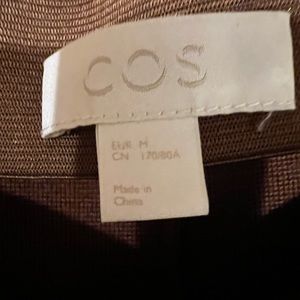 COS
EUR M
CN 170/80A
Made in
China